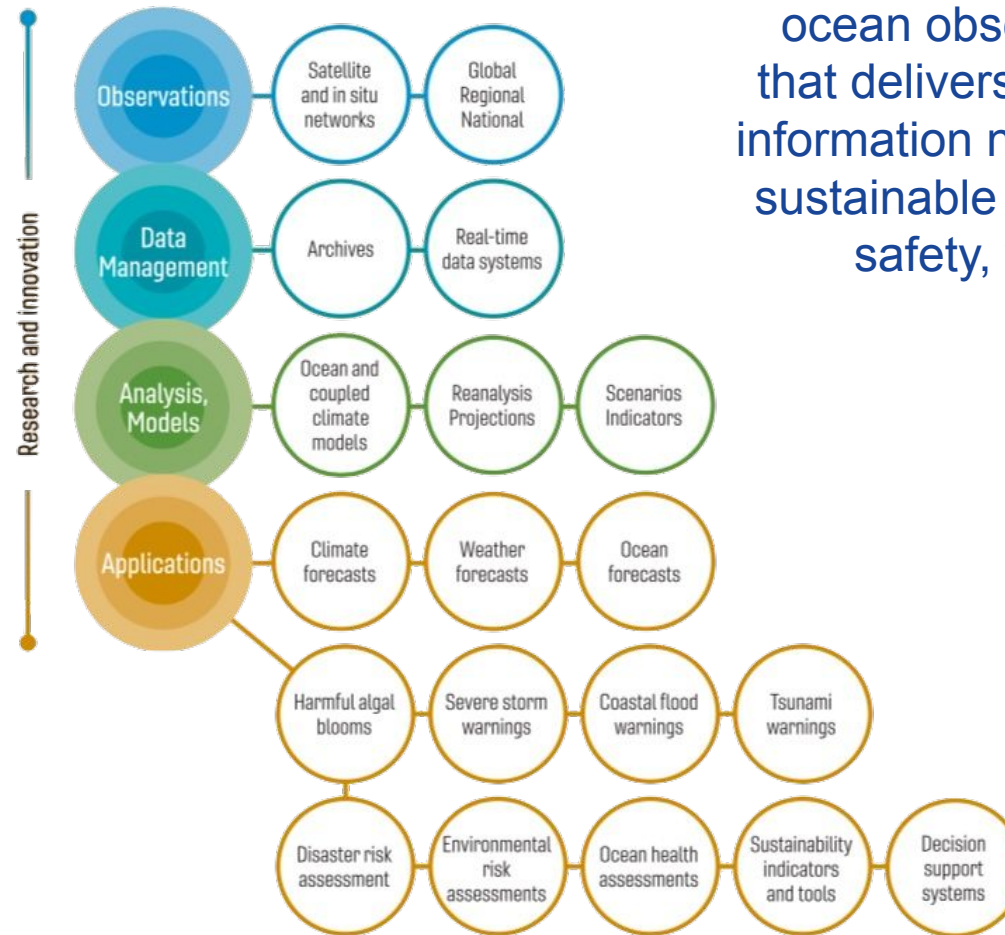 ocean obse
that delivers
information n
sustainable
safety,
Research and innovation
Observations
Satellite
and in situ
networks
Global
Regional
National
Data
Management
Archives
Real-time
data systems
Analysis,
Models
Ocean and
coupled
climate
models
Reanalysis
Projections
Scenarios
Indicators
Applications
Climate
forecasts
Weather
forecasts
Ocean
forecasts
Harmful algal
blooms
Severe storm
warnings
Coastal flood
warnings
Tsunami
warnings
Disaster risk
assessment
Environmental
risk
assessments
Ocean health
assessments
Sustainability
indicators
and tools
Decision
support
systems